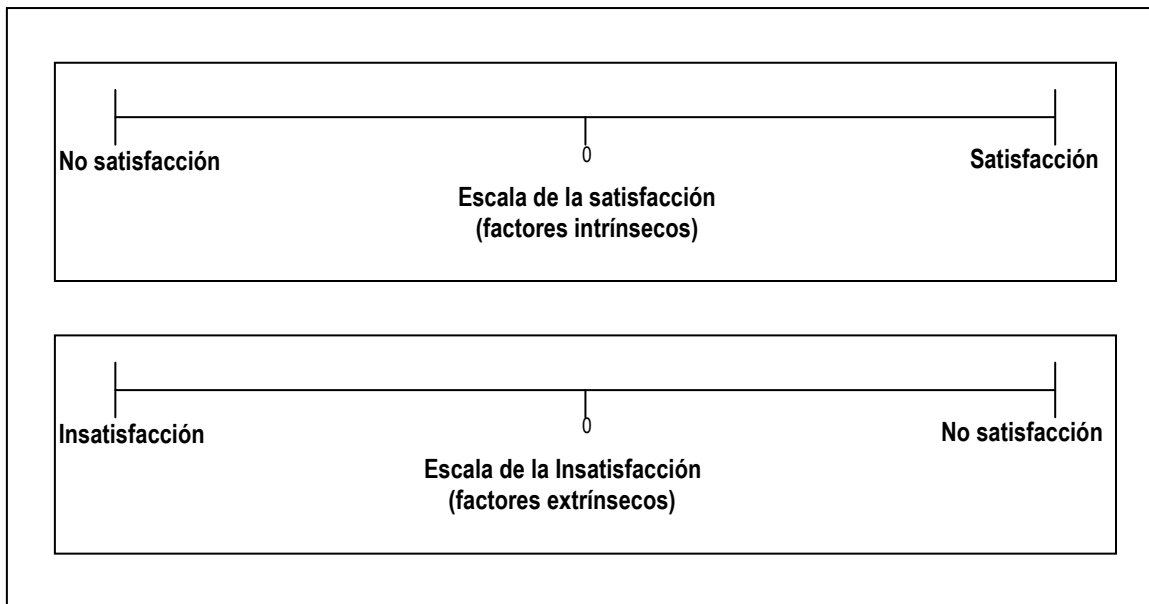 No satisfacción
0
Satisfacción
Escala de la satisfacción
(factores intrínsecos)
Insatisfacción
0
No satisfacción
Escala de la Insatisfacción
(factores extrínsecos)